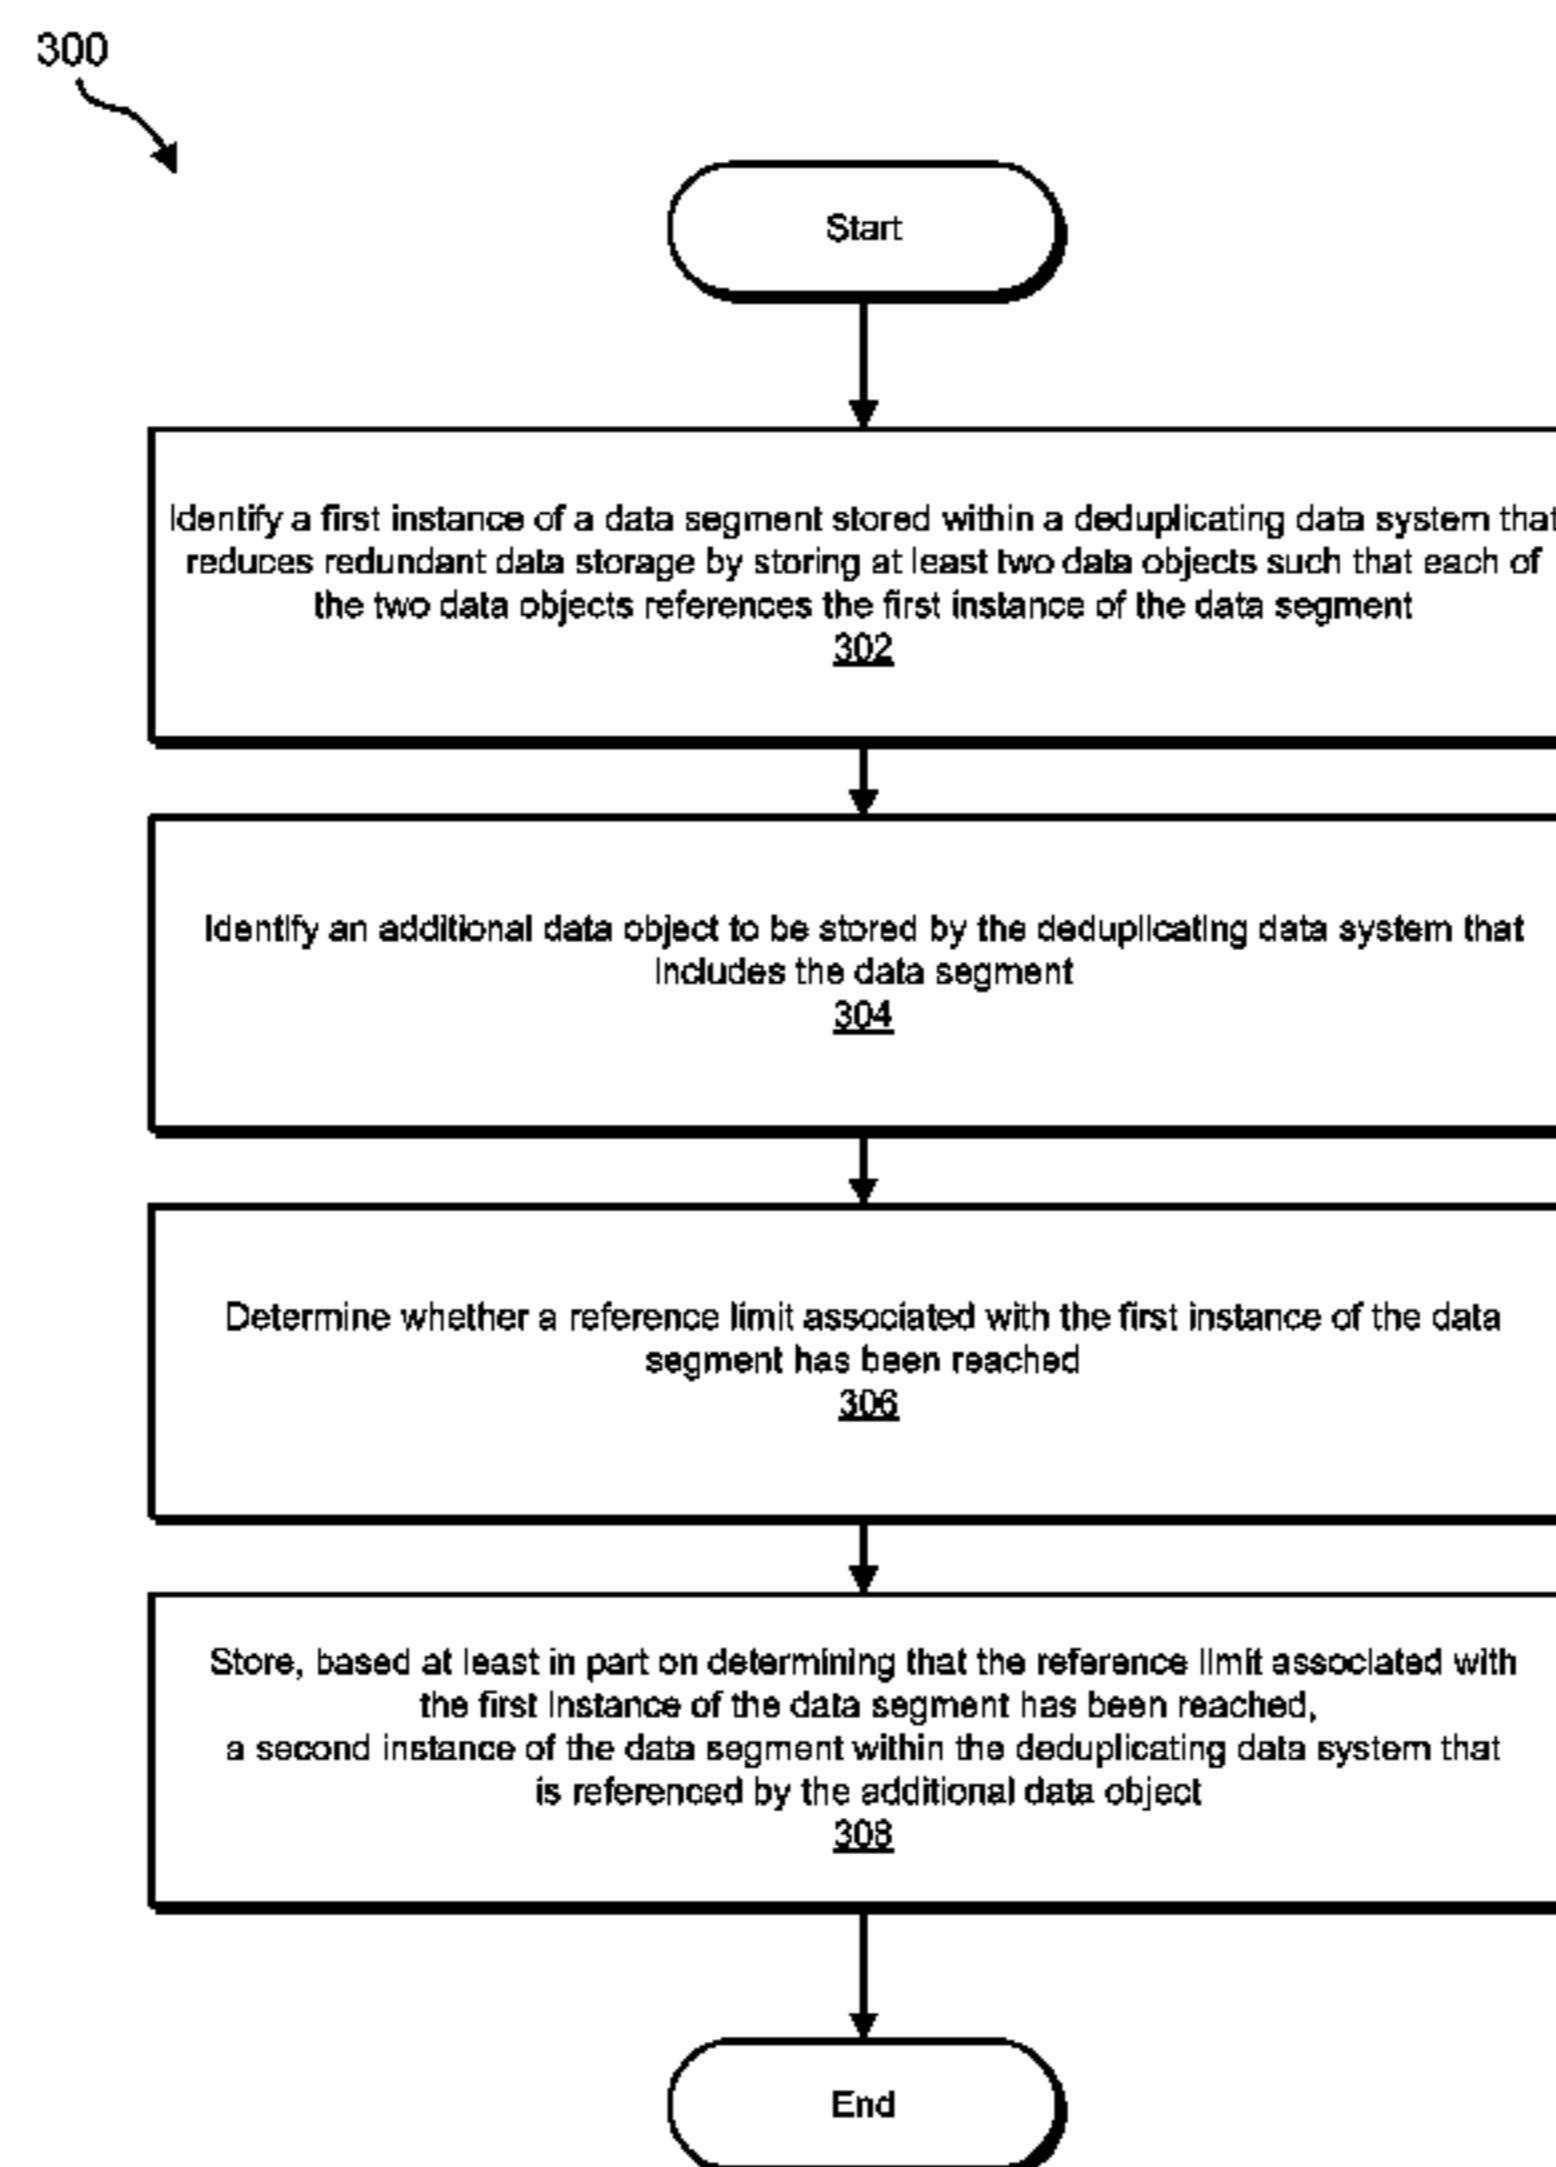 300
Start
Identify a first instance of a data segment stored within a deduplicating data system that
reduces redundant data storage by storing at least two data objects such that each of
the two data objects references the first instance of the data segment
302
Identify an additional data object to be stored by the deduplicating data system that
includes the data segment
304
Determine whether a reference limit associated with the first instance of the data
segment has been reached
306
Store, based at least in part on determining that the reference limit associated with
the first instance of the data segment has been reached,
a second instance of the data segment within the deduplicating data system that
is referenced by the additional data object
308
End